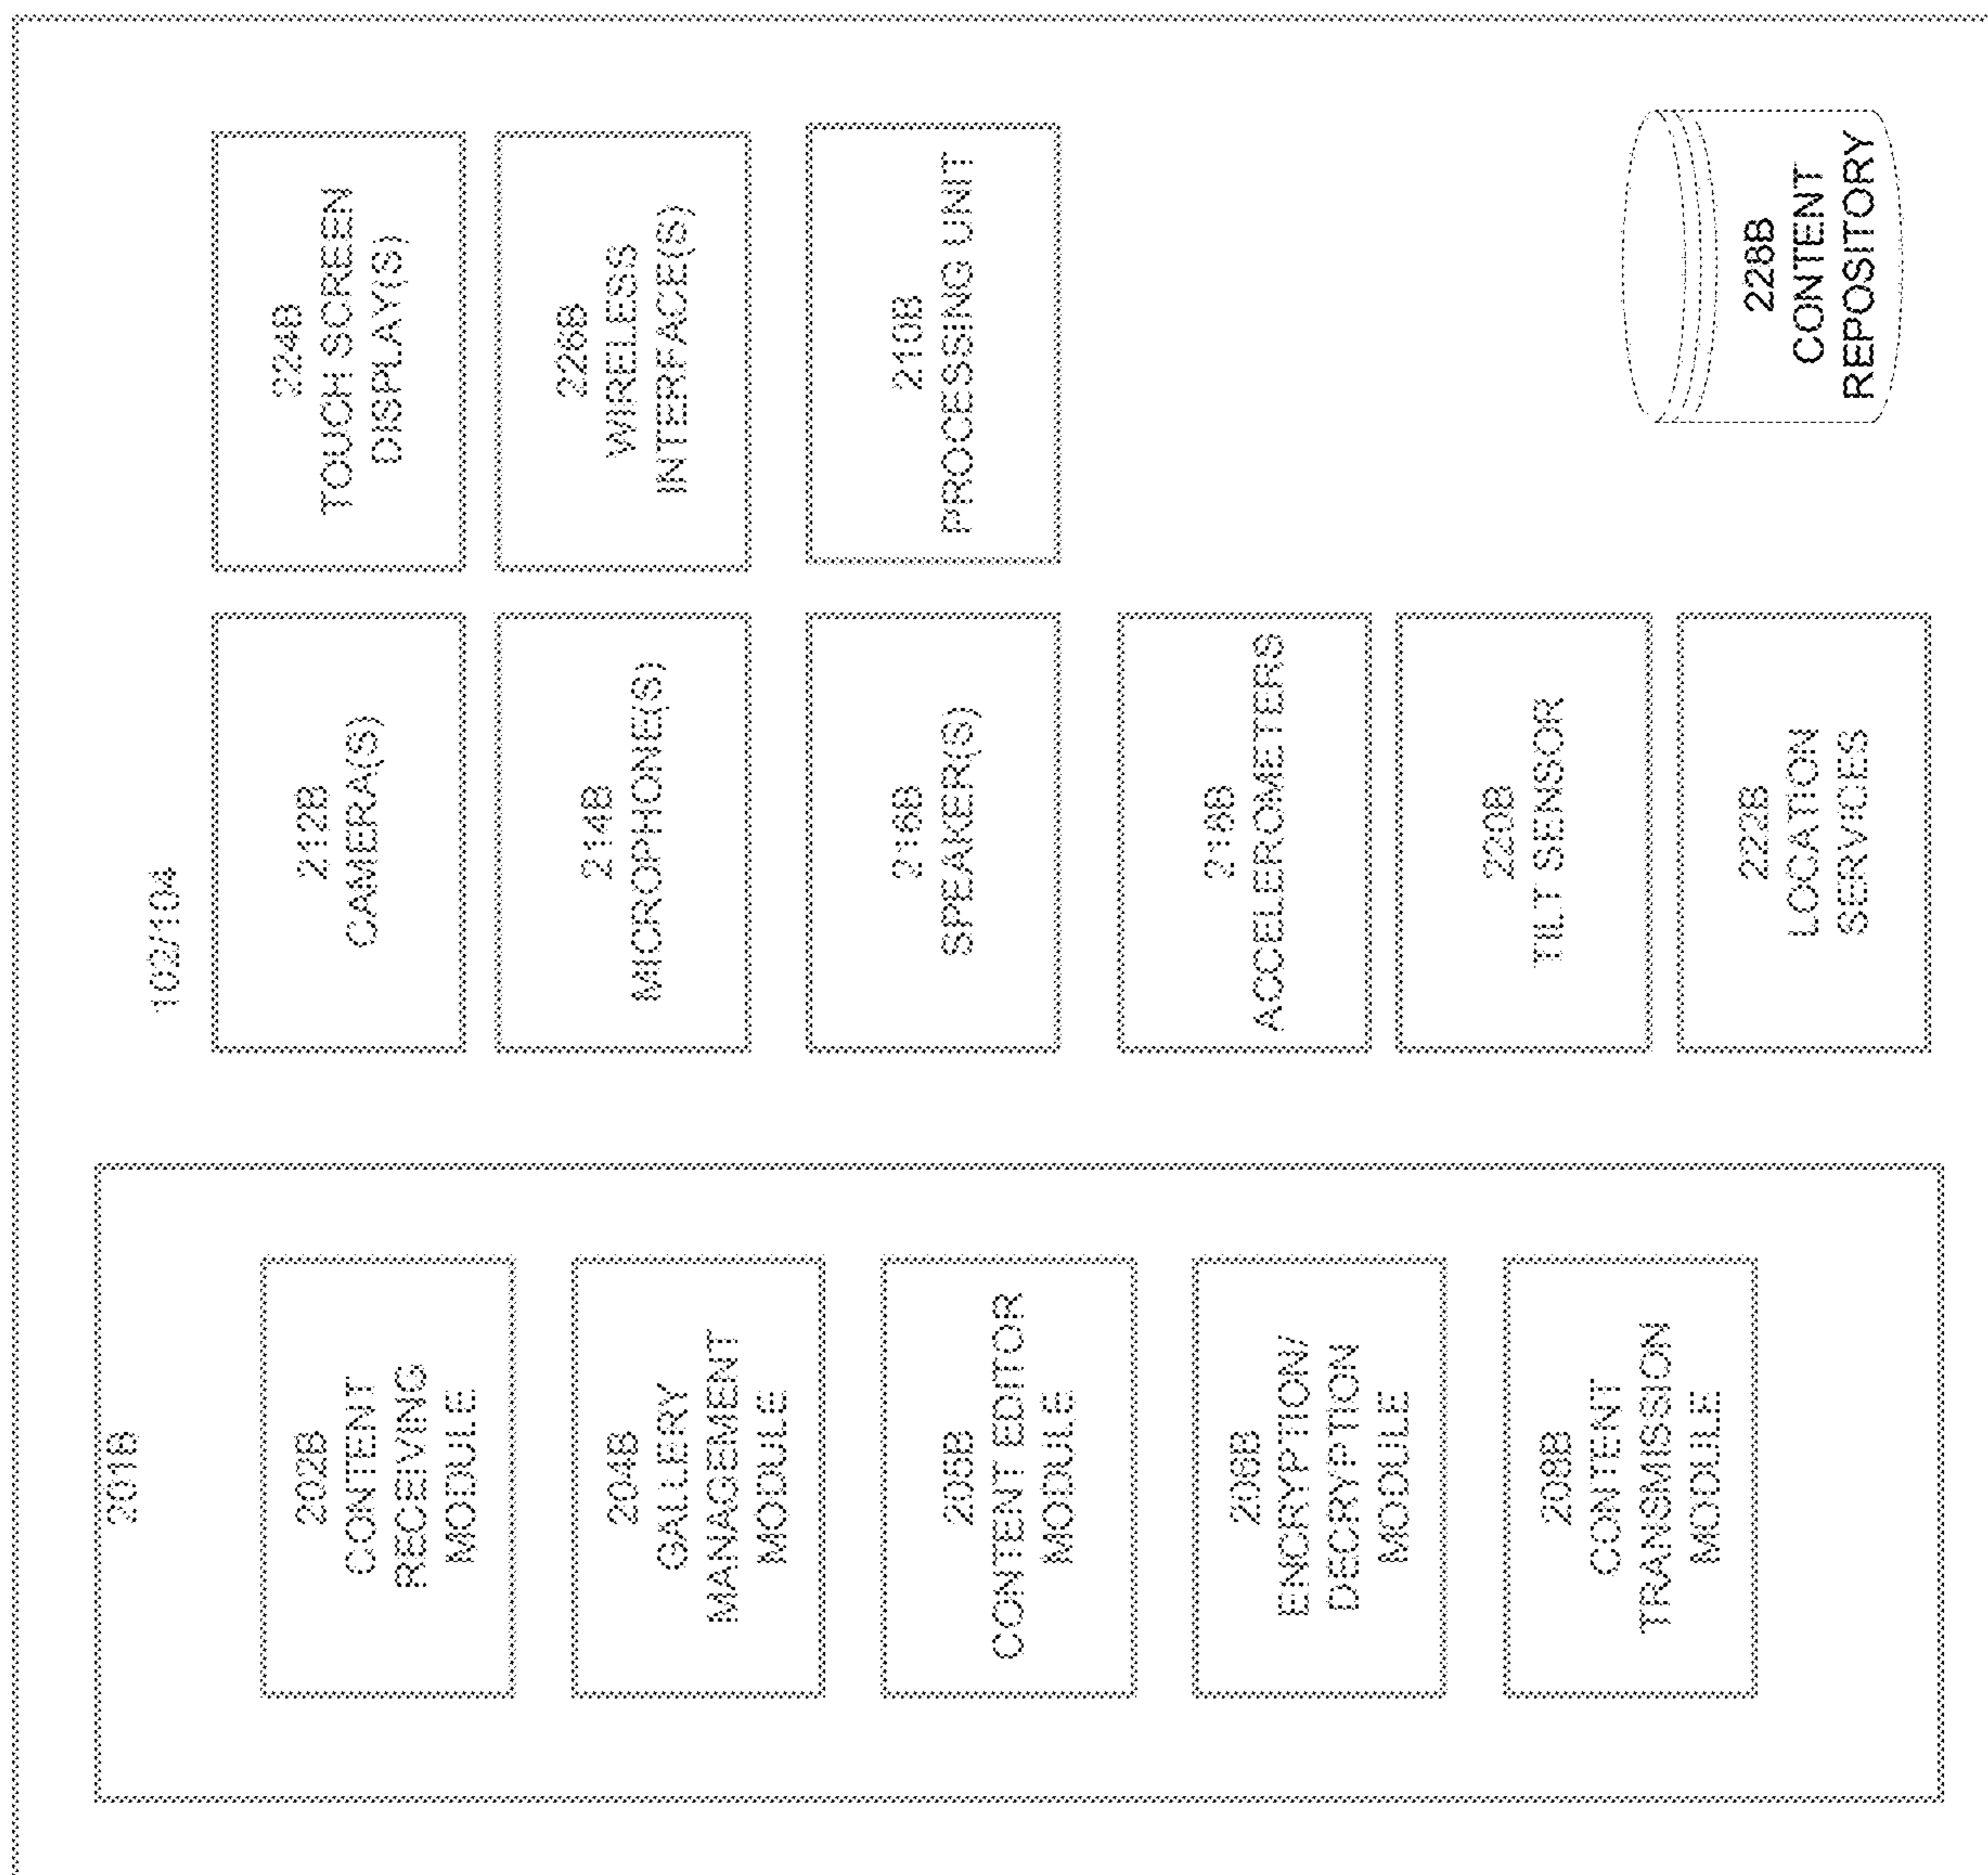 201B
202B
CONTENT
RECEIVING
MODULE
204B
GALLERY
MANAGEMENT
MODULE
205B
CONTENT EDITOR
MODULE
206B
ENCRYPTION/
DECRYPTION
MODULE
208B
CONTENT
TRANSMISSION
MODULE
102/104
212B
CAMERA(S)
214B
MICROPHONE(S)
216B
SPEAKER(S)
218B
ACCELEROMETERS
220B
TILT SENSOR
222B
LOCATION
SERVICES
224B
TOUCH SCREEN
DISPLAY(S)
226B
WIRELESS
INTERFACE(S)
210B
PROCESSING UNIT
228B
CONTENT
REPOSITORY